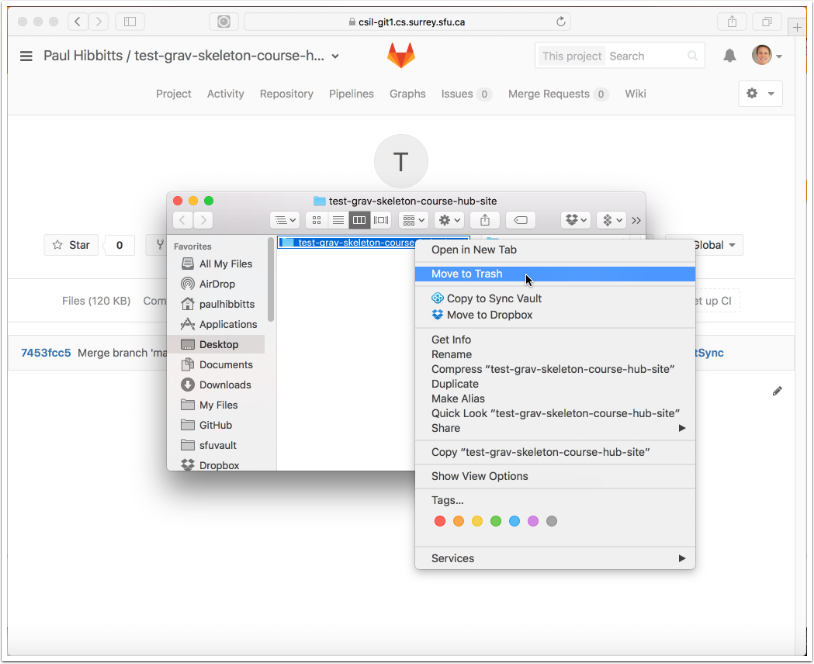 csil-git1.cs.surrey.sfu.ca
Paul Hibbitts / test-grav-skeleton-course-h...
This project Search
Project Activity Repository Pipelines Graphs Issues 0 Merge Requests 0 Wiki
T
test-grav-skeleton-course-hub-site
Star 0
Global
Favorites
All My Files
AirDrop
paulhibbitts
Applications
Desktop
Documents
Downloads
My Files
GitHub
sfuvault
Dropbox
test-grav-skeleton-course
Open in New Tab
Move to Trash
Copy to Sync Vault
Move to Dropbox
Get Info
Rename
Compress “test-grav-skeleton-course-hub-site”
Duplicate
Make Alias
Quick Look “test-grav-skeleton-course-hub-site”
Share
Copy “test-grav-skeleton-course-hub-site”
Show View Options
Tags...
Services
Files (120 KB) Com
et up CI
7453fcc5 Merge branch 'ma
tSync